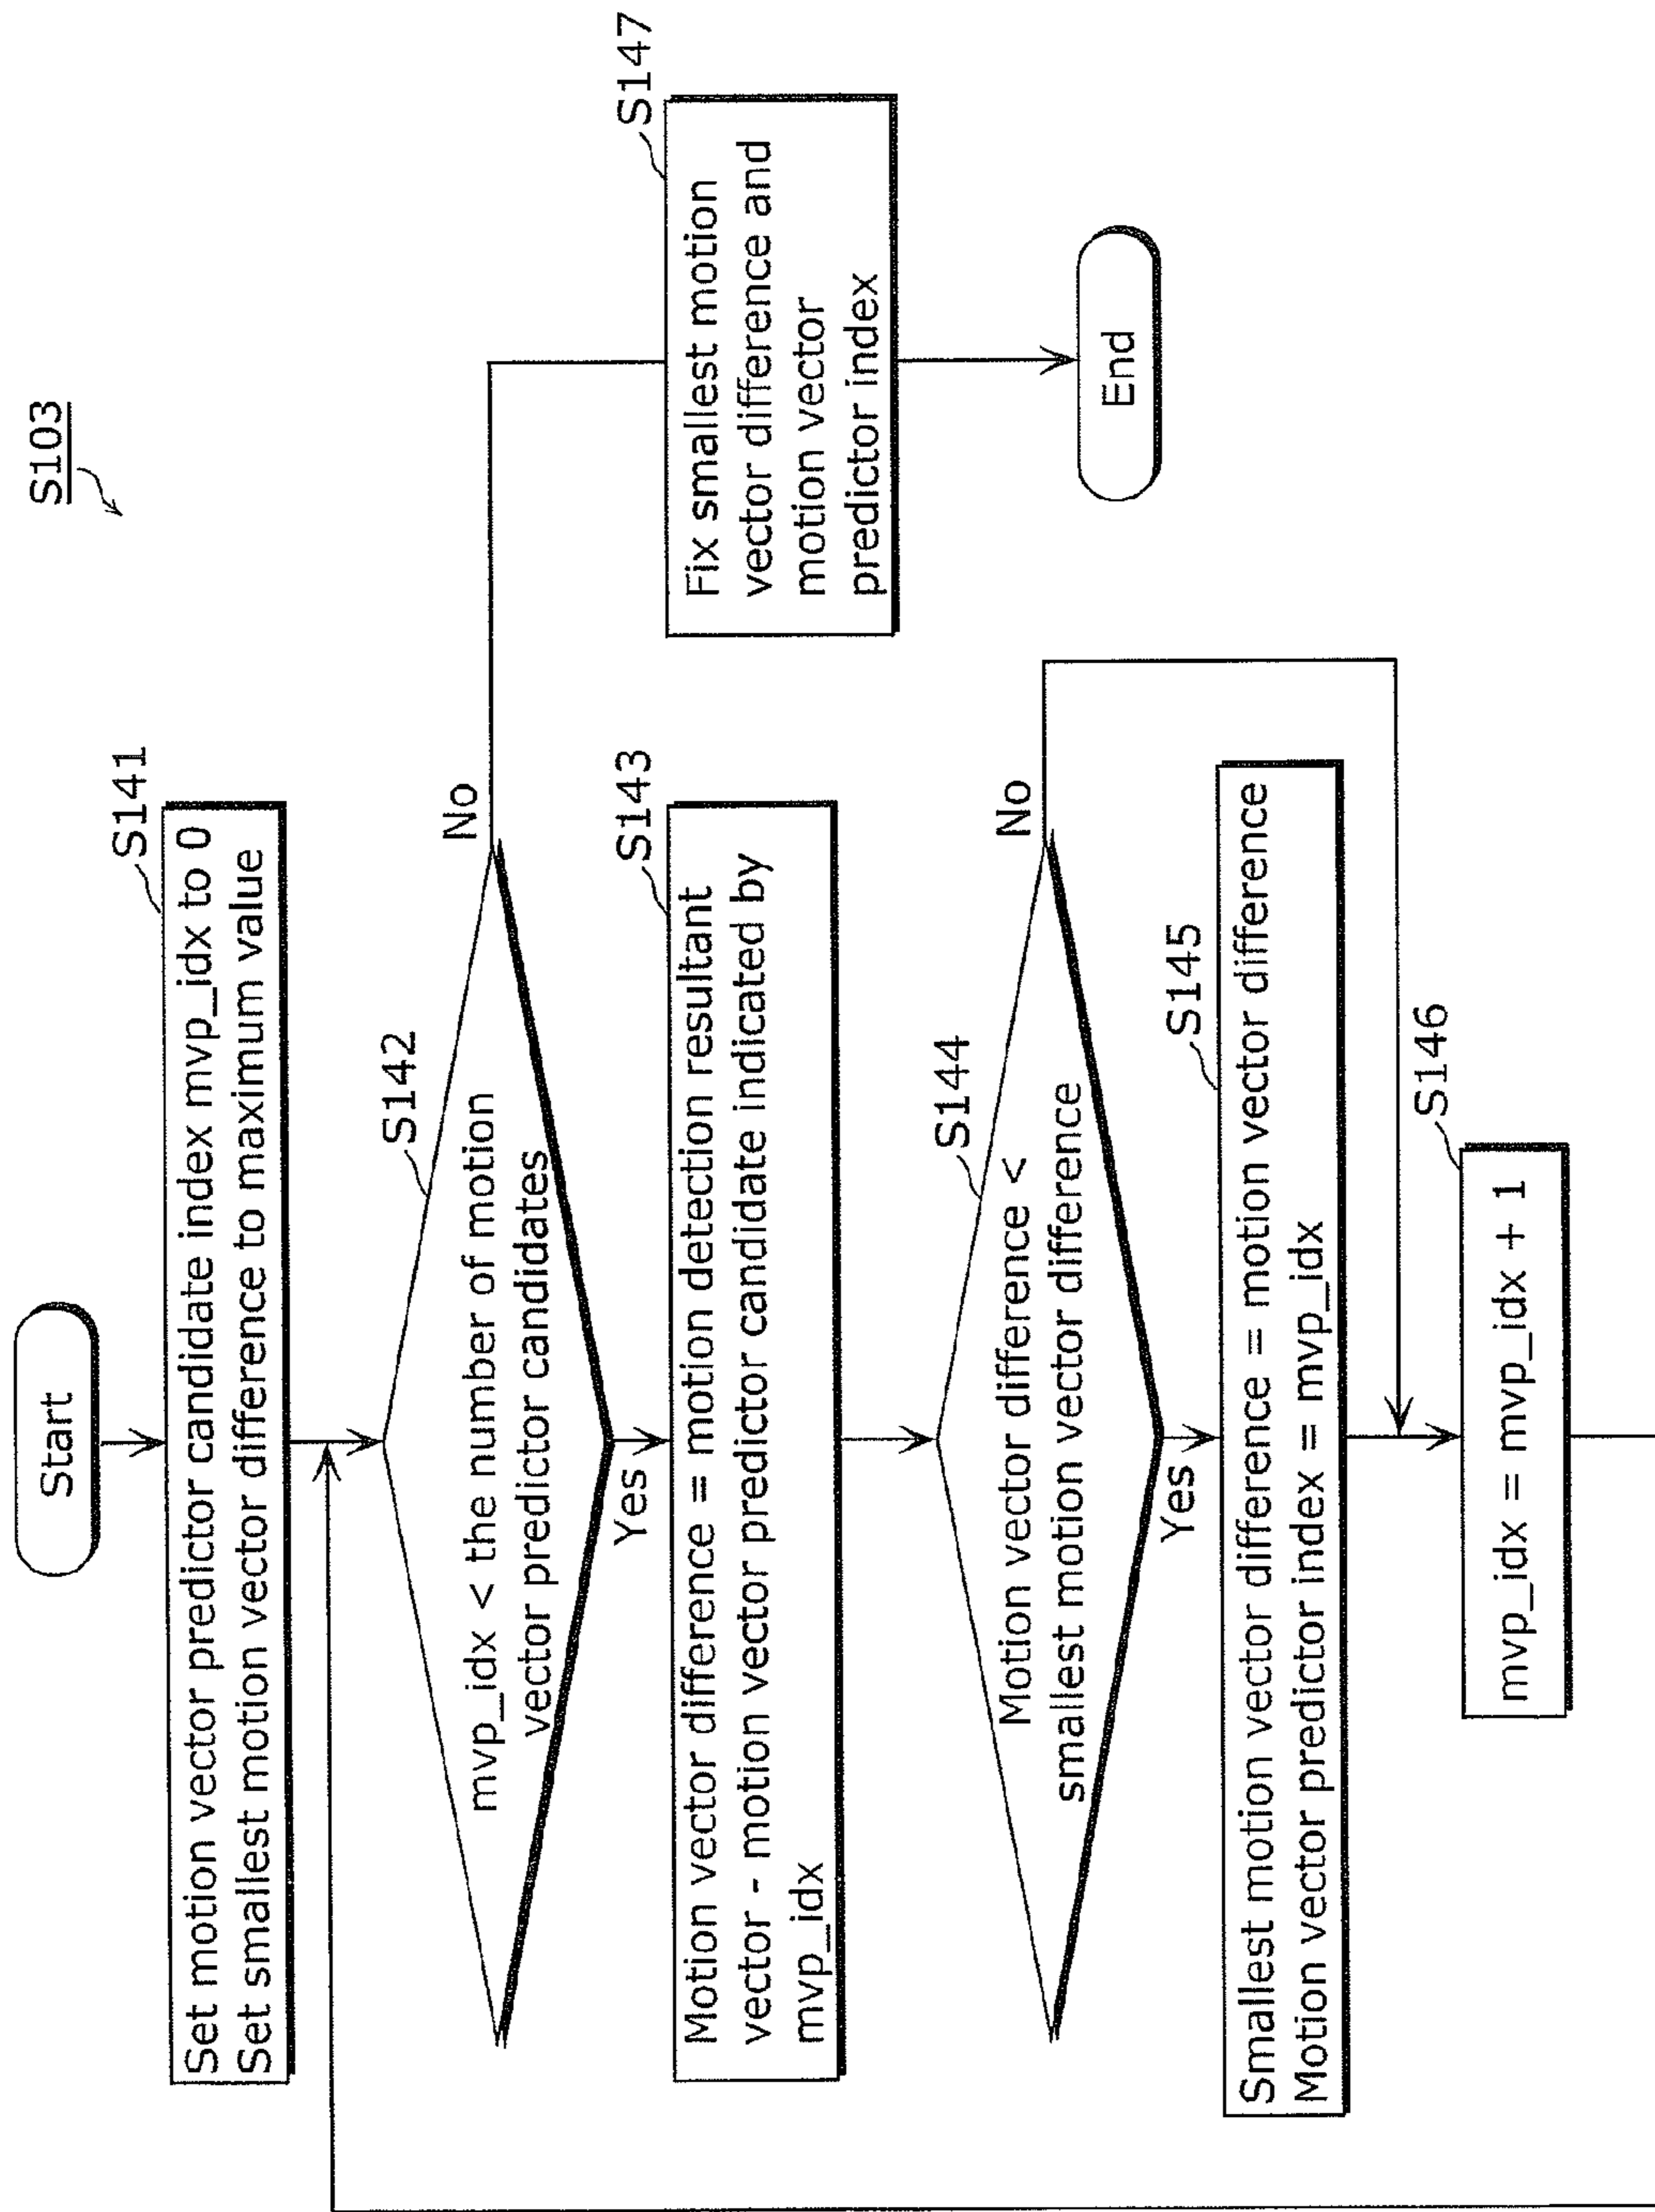 S103
Start
S141
Set motion vector predictor candidate index mvp_idx to 0
Set smallest motion vector difference to maximum value
S142
mvp_idx < the number of motion
vector predictor candidates
No
Yes
S143
Motion vector difference = motion detection resultant
vector - motion vector predictor candidate indicated by
mvp_idx
S147
Fix smallest motion
vector difference and
motion vector
predictor index
S144
Motion vector difference <
smallest motion vector difference
No
Yes
End
S145
Smallest motion vector difference = motion vector difference
Motion vector predictor index = mvp_idx
S146
mvp_idx = mvp_idx + 1